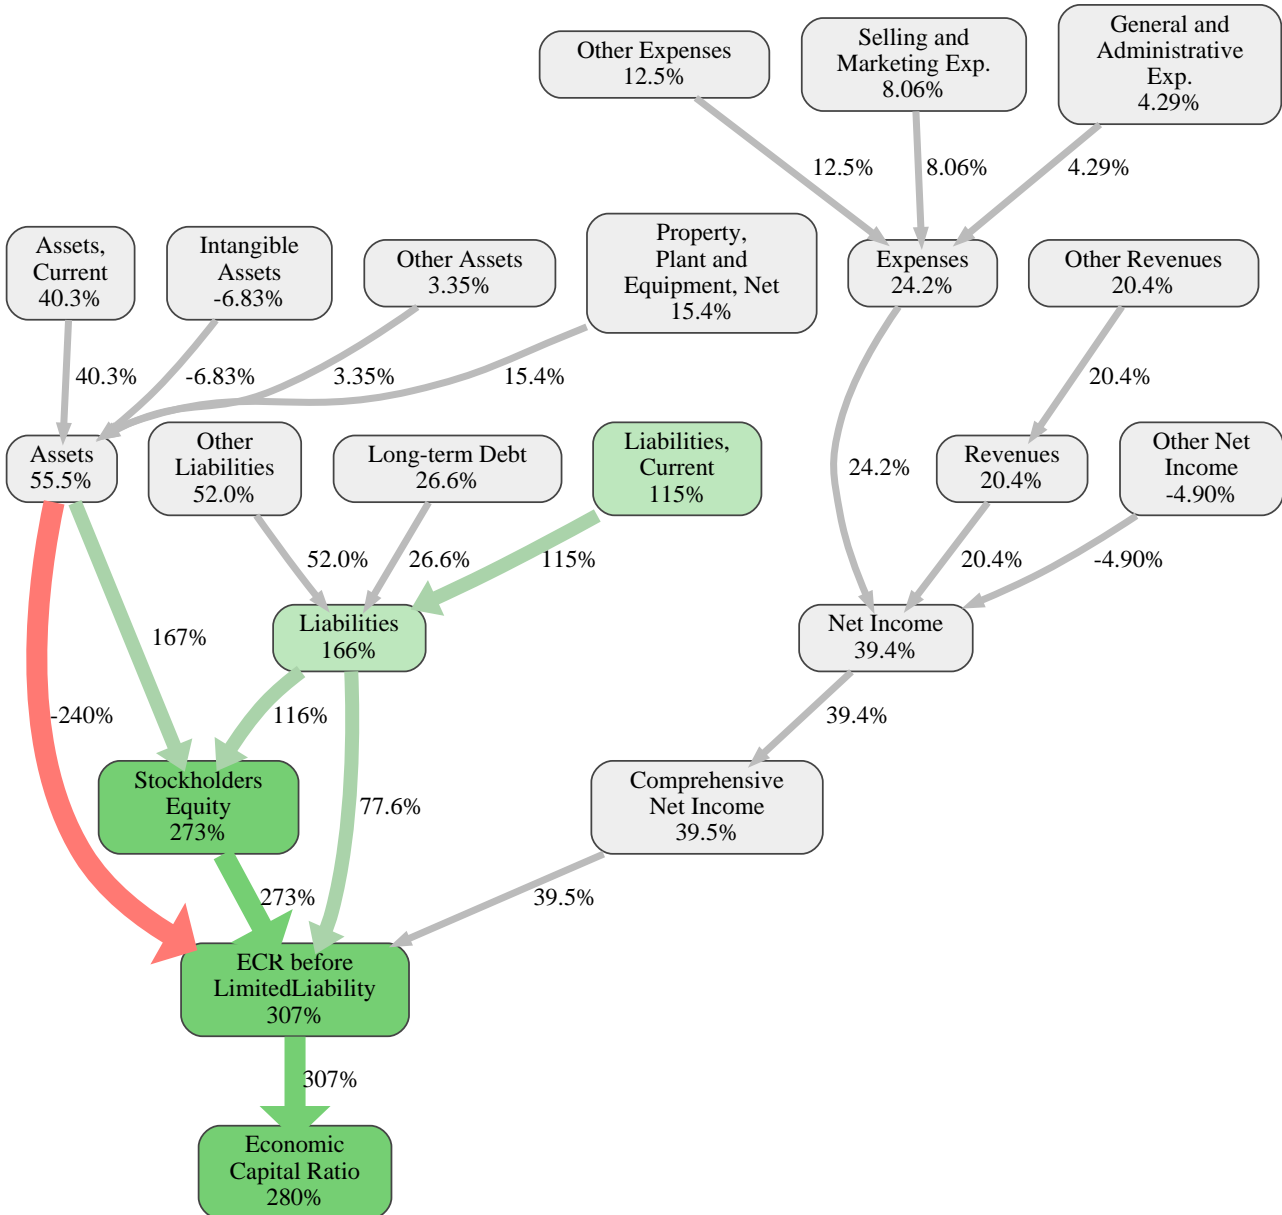 Other Expenses
12.5%
Selling and
Marketing Exp.
8.06%
General and
Administrative
Exp.
4.29%
12.5%
8.06%
4.29%
Assets,
Current
40.3%
Intangible
Assets
-6.83%
Other Assets
3.35%
Property,
Plant and
Equipment, Net
15.4%
Expenses
24.2%
Other Revenues
20.4%
40.3%
-6.83%
3.35%
15.4%
20.4%
Assets
55.5%
Other
Liabilities
52.0%
Long-term Debt
26.6%
Liabilities,
Current
115%
24.2%
Revenues
20.4%
Other Net
Income
-4.90%
52.0%
26.6%
115%
20.4%
-4.90%
167%
Liabilities
166%
Net Income
39.4%
-240%
116%
39.4%
Stockholders
Equity
273%
77.6%
Comprehensive
Net Income
39.5%
273%
39.5%
ECR before
LimitedLiability
307%
307%
Economic
Capital Ratio
280%